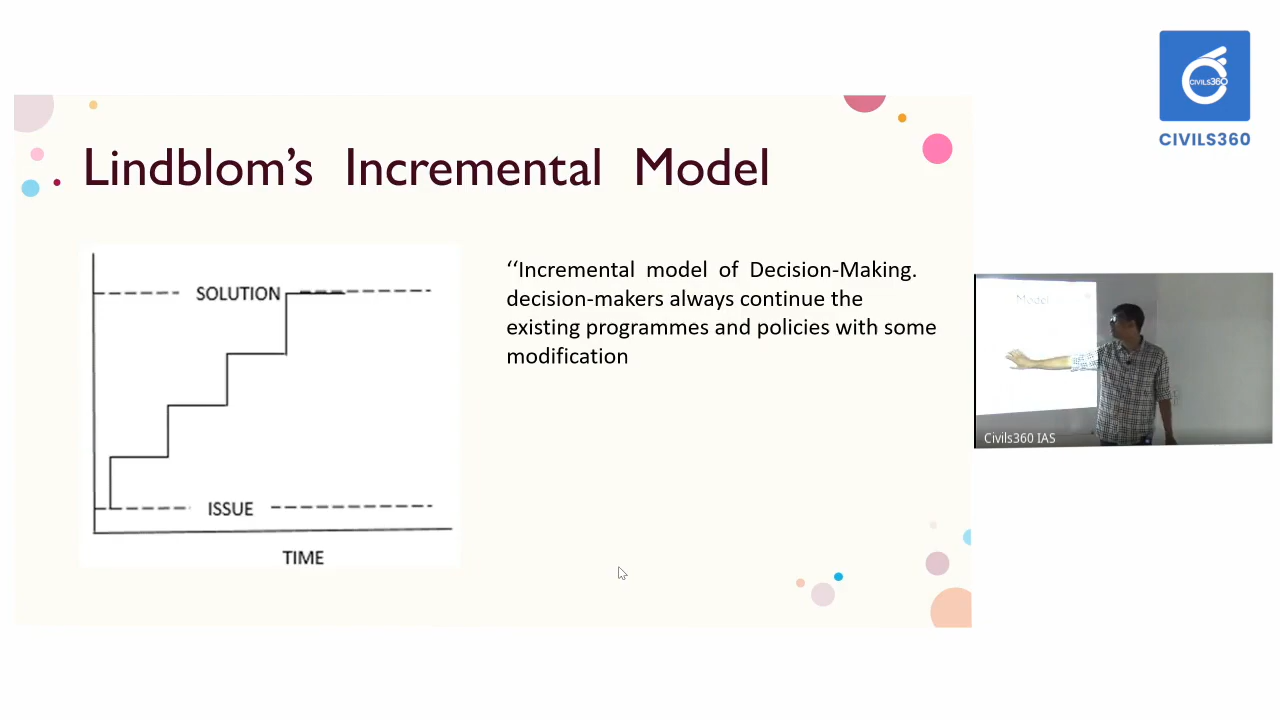 CIVILS360
CIVILS360
. Lindblom’s Incremental Model
SOLUTION
ISSUE
TIME
‘‘Incremental model of Decision-Making.
decision-makers always continue the
existing programmes and policies with some
modification
Model
Civils360 IAS